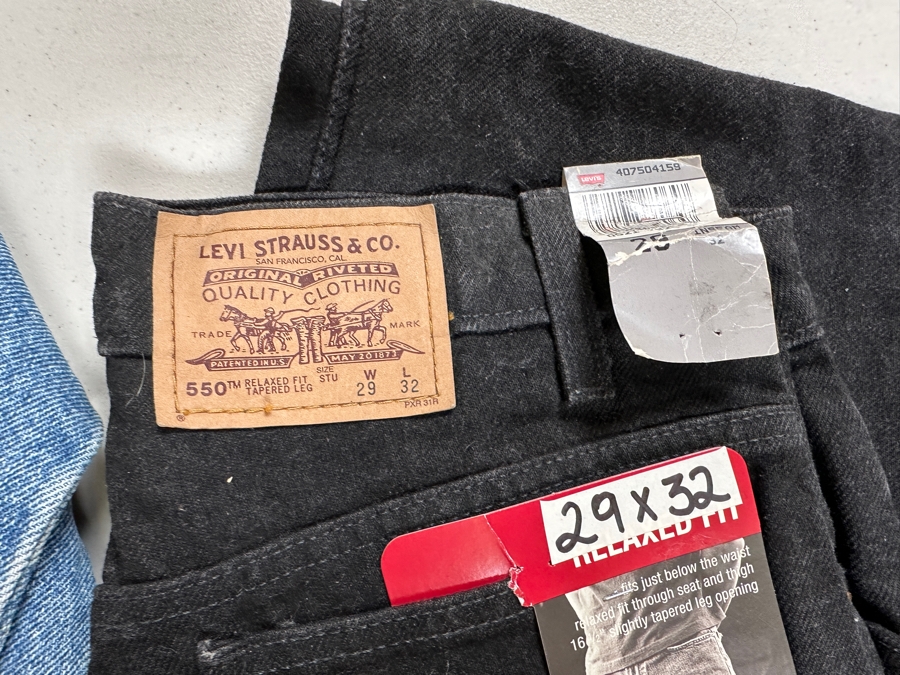 LEVI STRAUSS & CO.
SAN FRANCISCO, CAL
ORIGINAL RIVETED
QUALITY CLOTHING
TRADE MARK
PATENTED IN U.S. MAY 20 1873
550™ RELAXED FIT
TAPERED LEG
SIZE
STU
W L
29 32
PXR 31R
®
Levi's
407504159
32
29 X 32
RELAXED FIT
fits just below the waist
relaxed fit through seat and thigh
slightly tapered leg opening